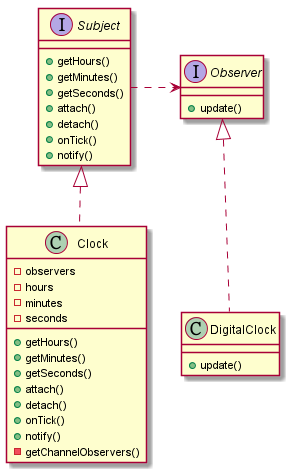 I Subject
getHours()
getMinutes()
getSeconds()
attach()
detach()
onTick()
notify()
I Observer
update()
C Clock
observers
hours
minutes
seconds
getHours()
getMinutes()
getSeconds()
attach()
detach()
onTick()
notify()
getChannelObservers()
C DigitalClock
update()